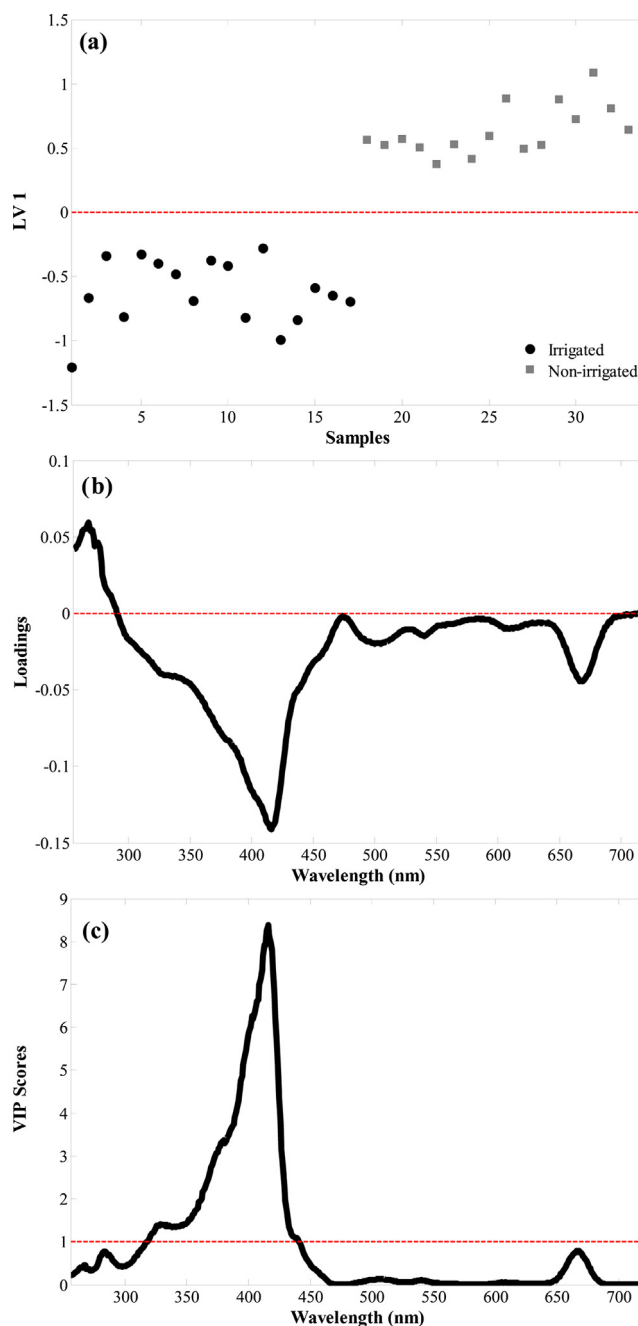 (a)
1.5
1
0.5
0
-0.5
-1
-1.5
LV 1
5 10 15 20 25 30
Samples
Irrigated
Non-irrigated
(b)
0.1
0.05
0
-0.05
-0.1
-0.15
Loadings
300 350 400 450 500 550 600 650 700
Wavelength (nm)
(c)
9
8
7
6
5
4
3
2
1
0
VIP Scores
300 350 400 450 500 550 600 650 700
Wavelength (nm)